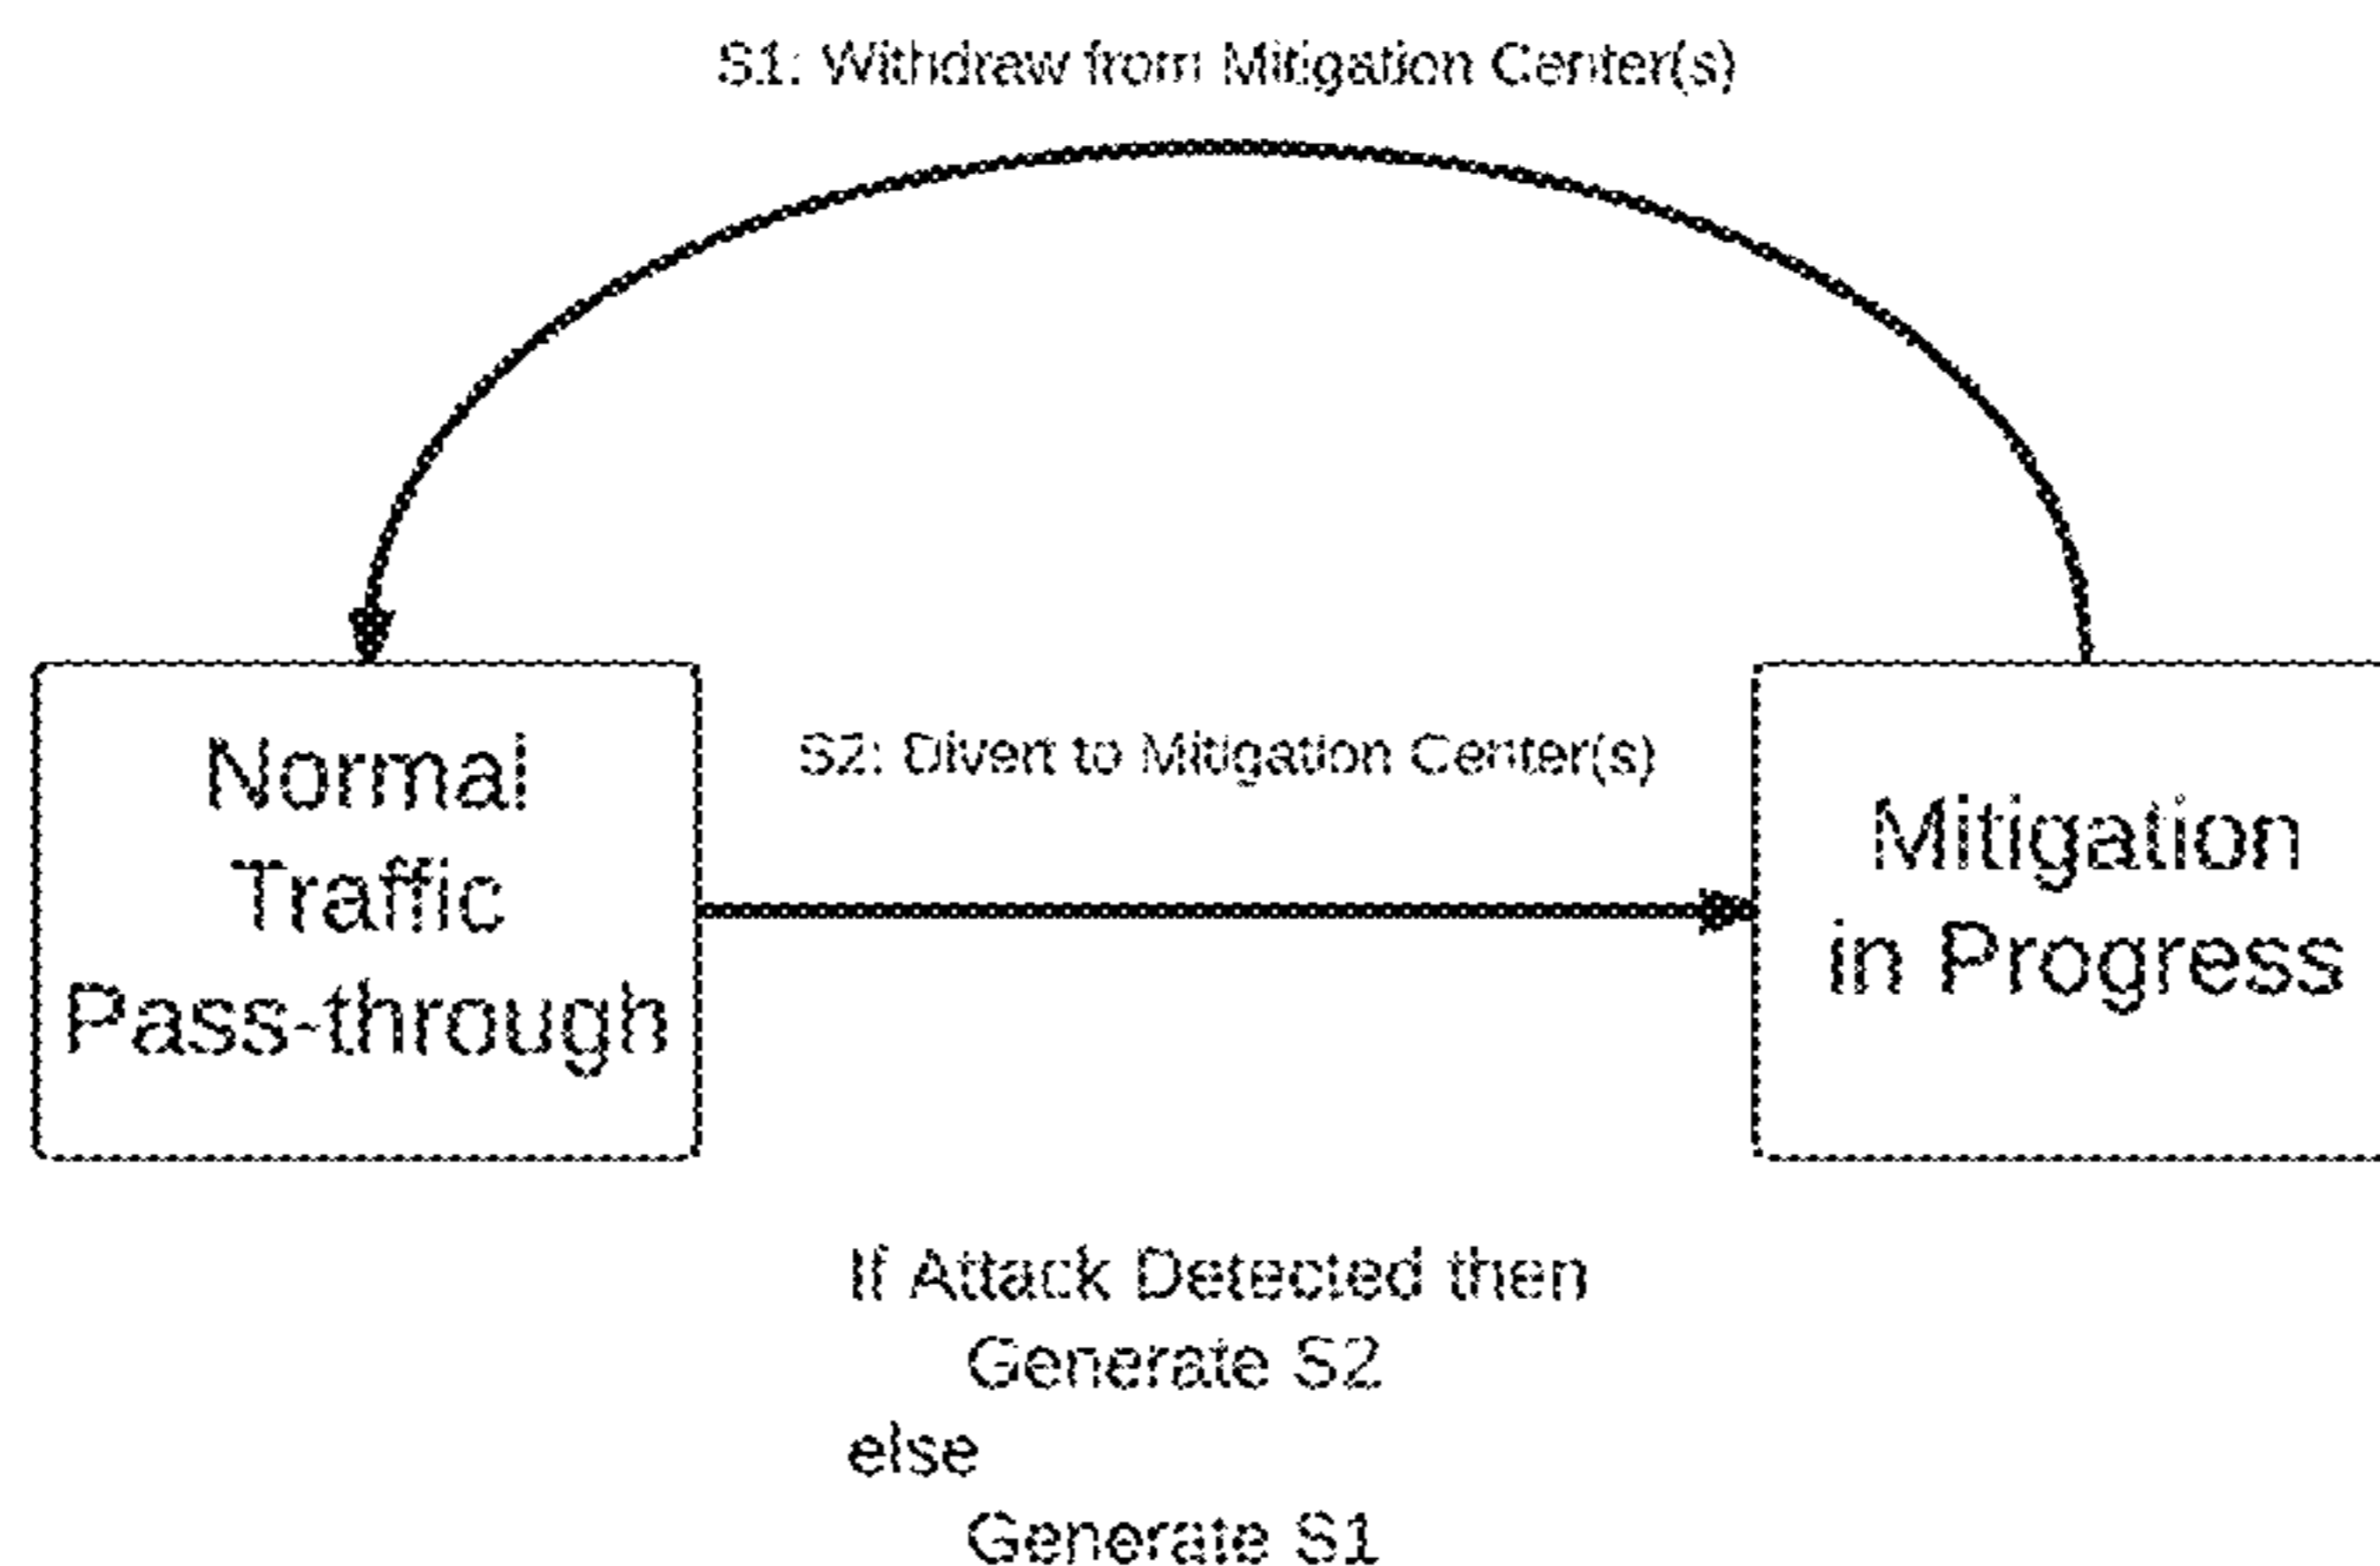 S1: Withdraw from Mitigation Center(s)
Normal
Traffic
Pass-through
S2: Divert to Mitigation Center(s)
Mitigation
in Progress
If Attack Detected then
Generate S2
else
Generate S1